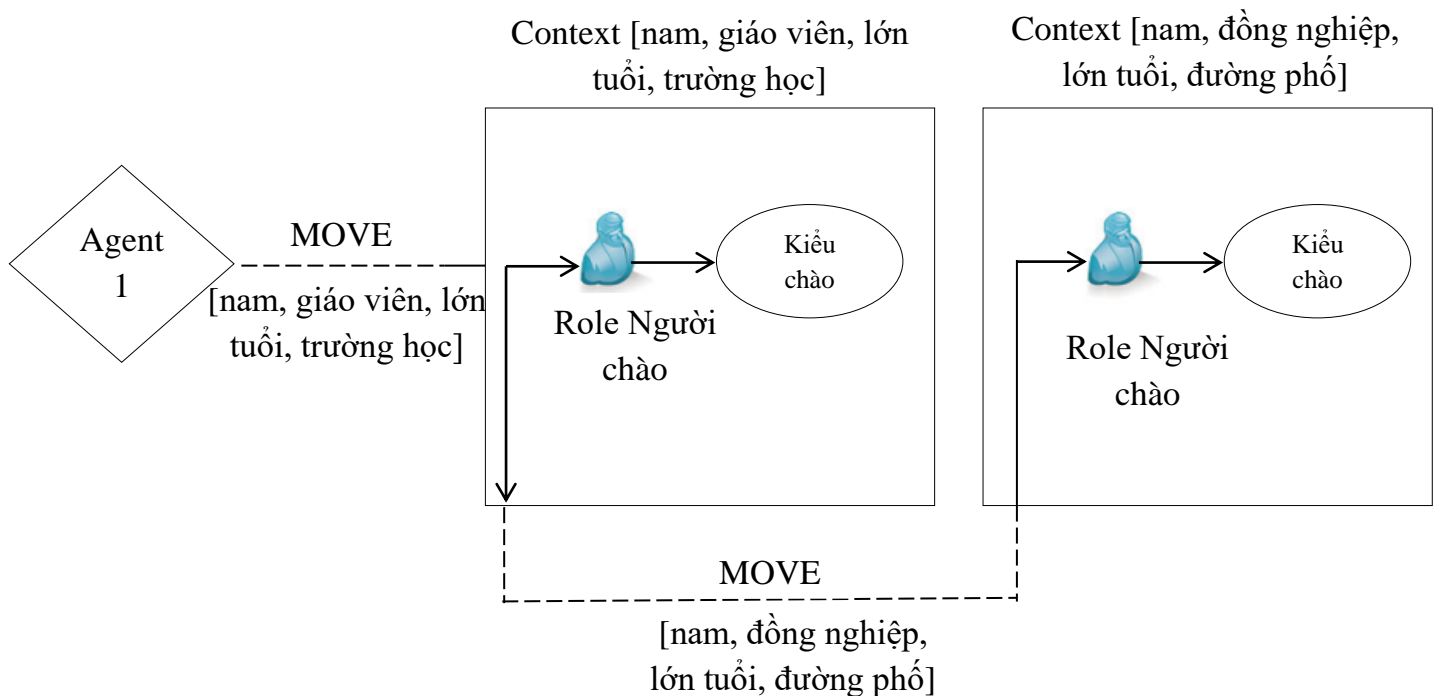 Context [nam, giáo viên, lớn
tuổi, trường học]
Context [nam, đồng nghiệp,
lớn tuổi, đường phố]
Agent
1
MOVE
[nam, giáo viên, lớn
tuổi, trường học]
Kiểu
chào
Role Người
chào
Kiểu
chào
Role Người
chào
MOVE
[nam, đồng nghiệp,
lớn tuổi, đường phố]